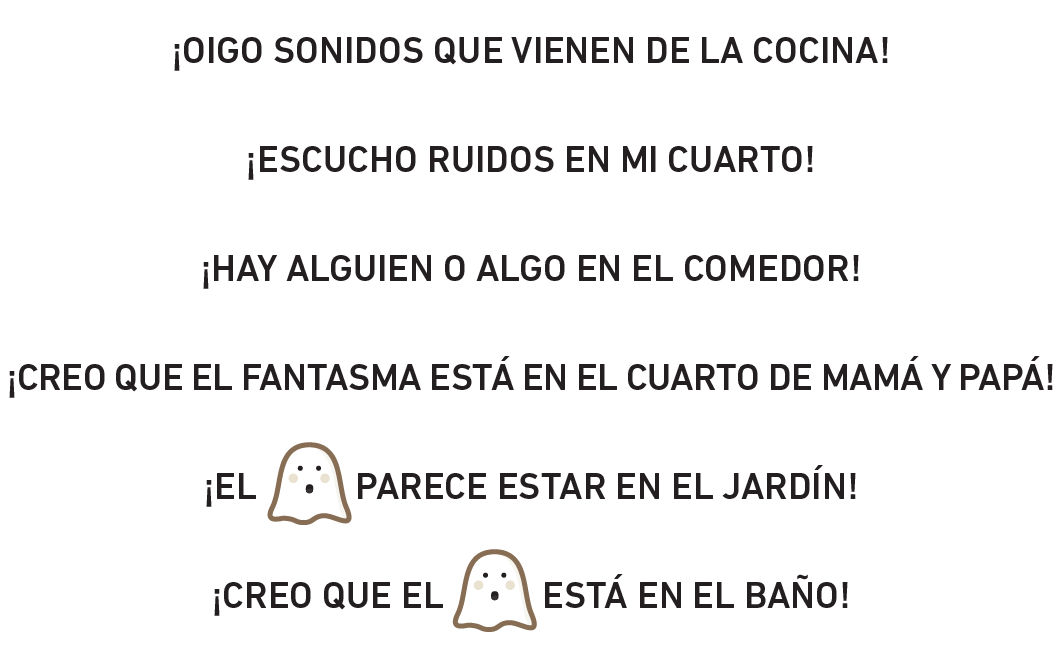 ¡OIGO SONIDOS QUE VIENEN DE LA COCINA!
¡ESCUCHO RUIDOS EN MI CUARTO!
¡HAY ALGUIEN O ALGO EN EL COMEDOR!
¡CREO QUE EL FANTASMA ESTÁ EN EL CUARTO DE MAMÁ Y PAPÁ!
¡EL PARECE ESTAR EN EL JARDÍN!
¡CREO QUE EL ESTÁ EN EL BAÑO!